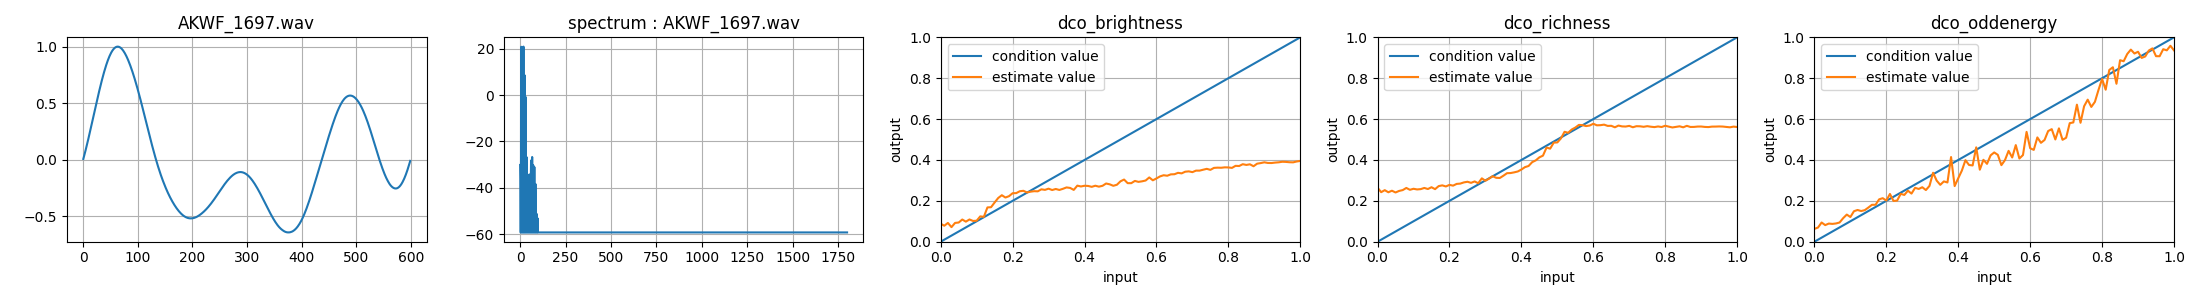 AKWF_1697.wav
1.0
0.5
0.0
−0.5
0 100 200 300 400 500 600
spectrum : AKWF_1697.wav
20
0
−20
−40
−60
0 250 500 750 1000 1250 1500 1750
dco_brightness
condition value
estimate value
output
1.0
0.8
0.6
0.4
0.2
0.0
0.0 0.2 0.4 0.6 0.8 1.0
input
dco_richness
condition value
estimate value
output
1.0
0.8
0.6
0.4
0.2
0.0
0.0 0.2 0.4 0.6 0.8 1.0
input
dco_oddenergy
condition value
estimate value
output
1.0
0.8
0.6
0.4
0.2
0.0
0.0 0.2 0.4 0.6 0.8 1.0
input